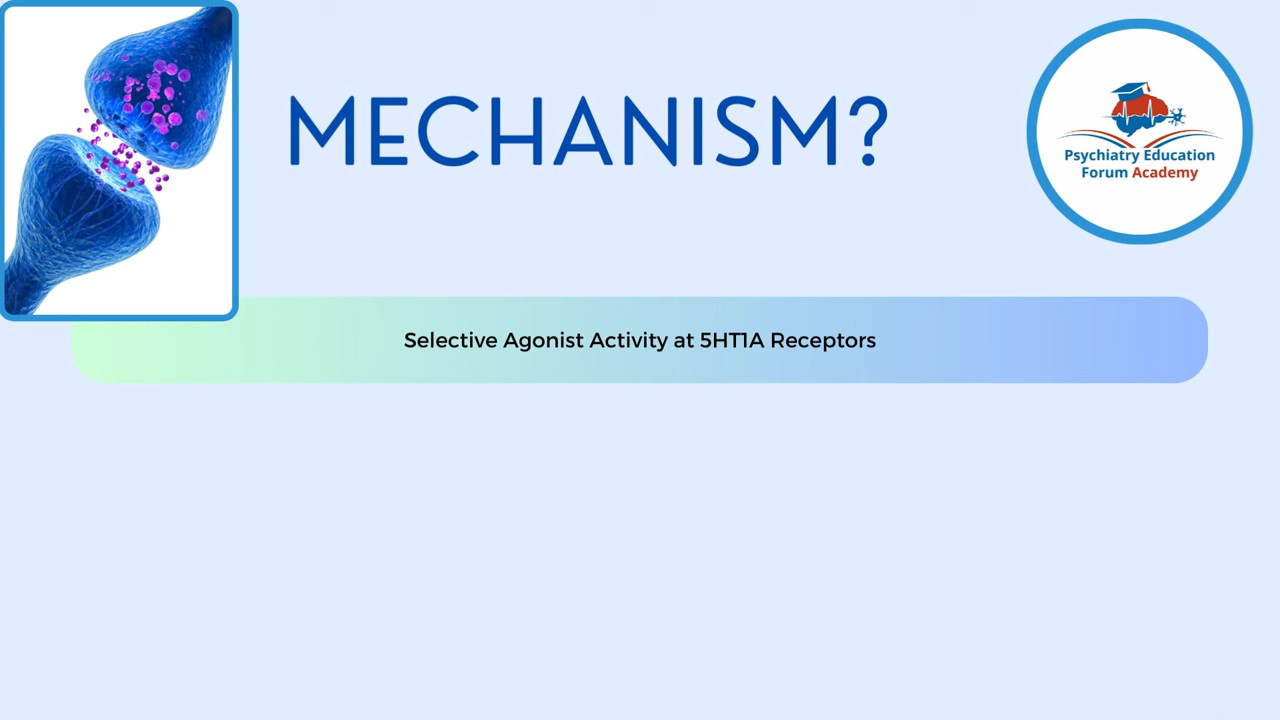 MECHANISM?
Psychiatry Education
Forum Academy
Selective Agonist Activity at 5HT1A Receptors